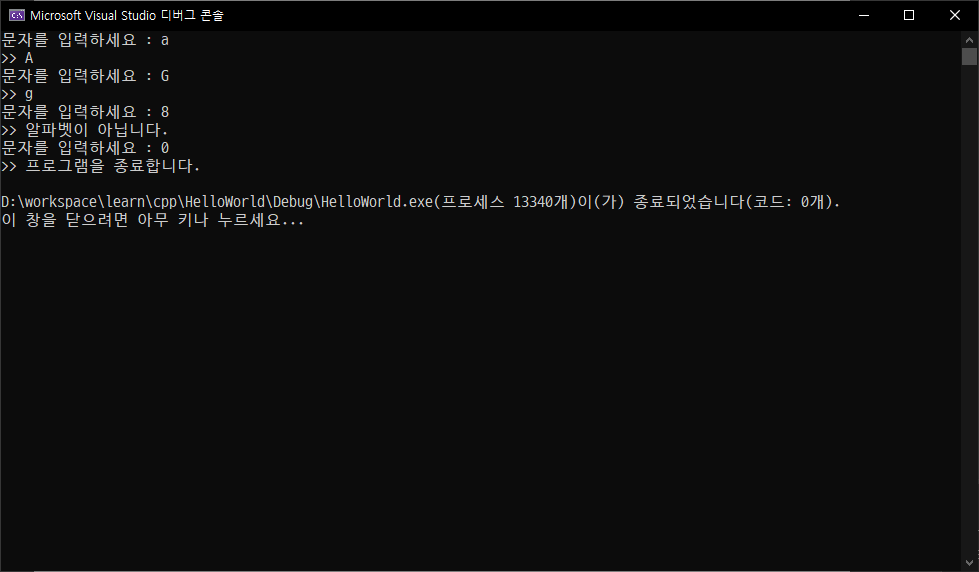 Microsoft Visual Studio 디버그 콘솔
문자를 입력하세요 : a
>> A
문자를 입력하세요 : G
>> g
문자를 입력하세요 : 8
>> 알파벳이 아닙니다.
문자를 입력하세요 : 0
>> 프로그램을 종료합니다.
D:\workspace\learn\cpp\HelloWorld\Debug\HelloWorld.exe(프로세스 13340개)이(가) 종료되었습니다(코드: 0개).
이 창을 닫으려면 아무 키나 누르세요...